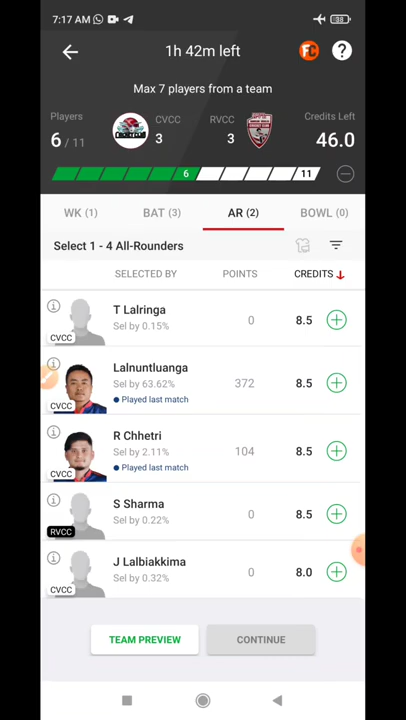 7:17 AM
38
1h 42m left
FC
?
Max 7 players from a team
Players
6 / 11
CVCC
3
RVCC
3
Credits Left
46.0
6
11
WK (1)
BAT (3)
AR (2)
BOWL (0)
Select 1 - 4 All-Rounders
SELECTED BY
POINTS
CREDITS
T Lalringa
Sel by 0.15%
CVCC
0
8.5
Lalnuntluanga
Sel by 63.62%
Played last match
CVCC
372
8.5
R Chhetri
Sel by 2.11%
Played last match
CVCC
104
8.5
S Sharma
Sel by 0.22%
RVCC
0
8.5
J Lalbiakkima
Sel by 0.32%
CVCC
0
8.0
TEAM PREVIEW
CONTINUE